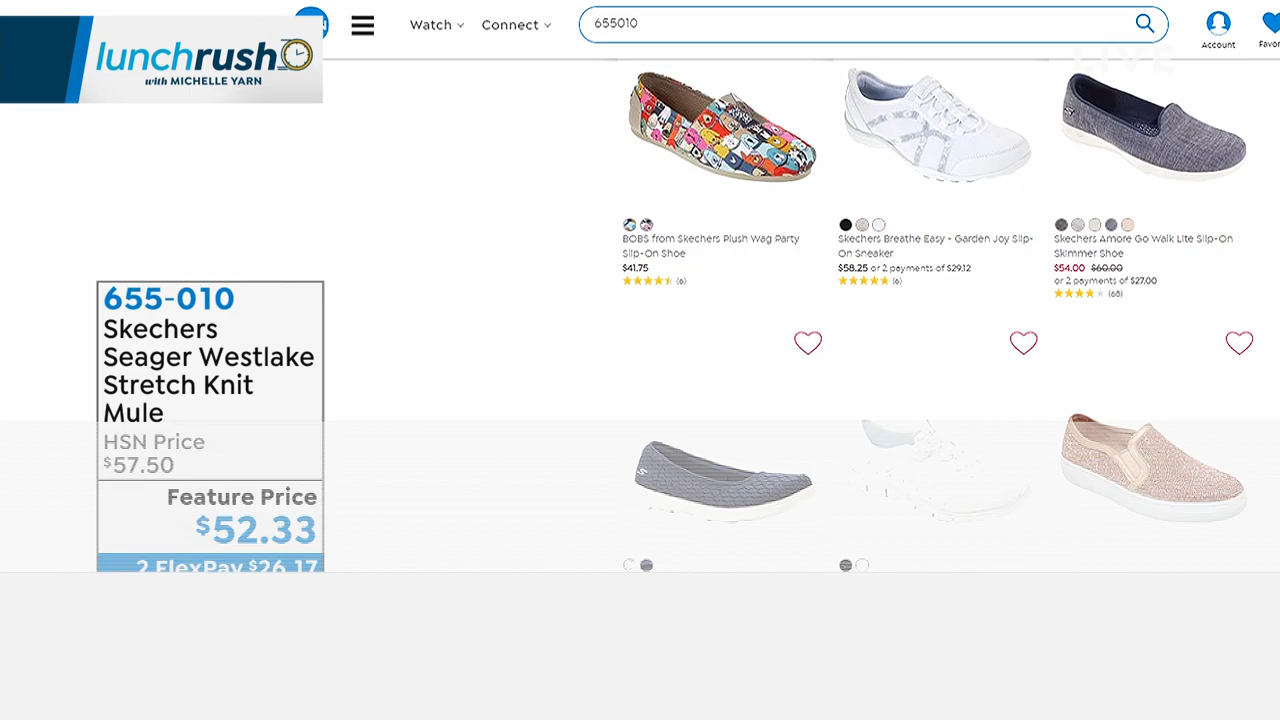 lunchrush
with MICHELLE YARN
Watch
Connect
655010
Account
LIVE
BOBS from Skechers Plush Wag Party
Slip-On Shoe
$41.75
(6)
Skechers Breathe Easy - Garden Joy Slip-
On Sneaker
$58.25 or 2 payments of $29.12
(6)
Skechers Amore Go Walk Lite Slip-On
Skimmer Shoe
$54.00 $60.00
or 2 payments of $27.00
(68)
655-010
Skechers
Seager Westlake
Stretch Knit
Mule
HSN Price
$57.50
Feature Price
$52.33
2 FlexPay $26.17